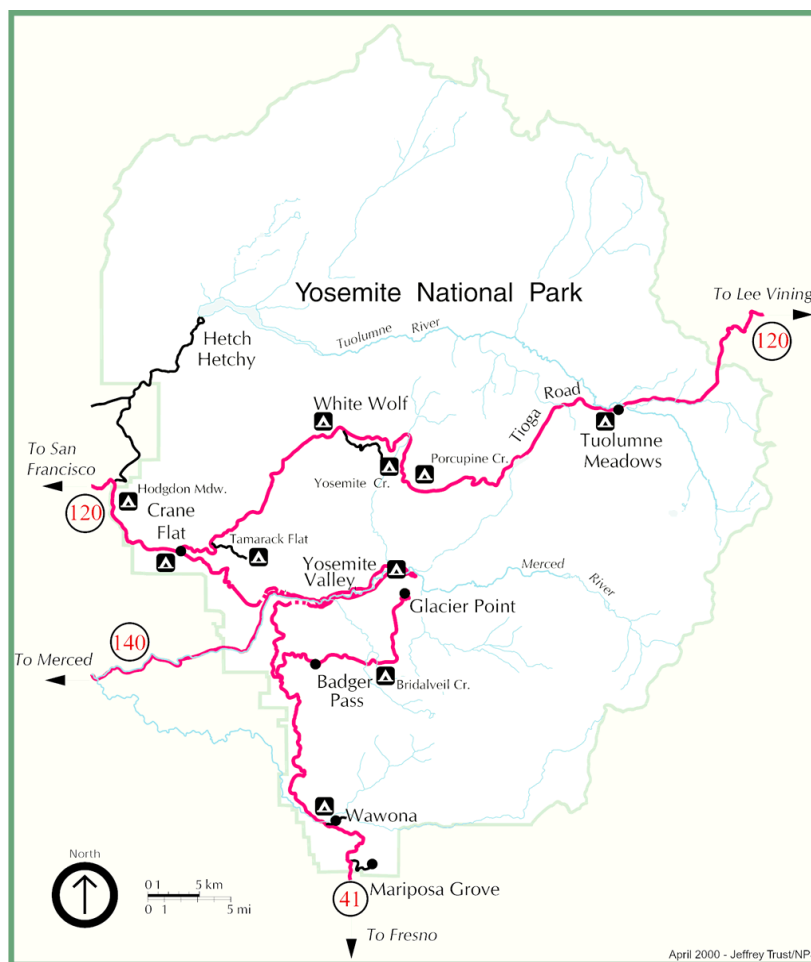 Yosemite National Park
To Lee Vining
120
Hetch
Hetchy
Tuolumne River
Tioga Road
White Wolf
Tuolumne
Meadows
To San
Francisco
120
Porcupine Cr.
Yosemite Cr.
Hodgdon Mdw.
Crane
Flat
Tamarack Flat
Yosemite
Valley
Merced River
Glacier Point
140
To Merced
Badger
Pass
Bridalveil Cr.
Wawona
North
0 1 5 km
0 1 5 mi
Mariposa Grove
41
To Fresno
April 2000 - Jeffrey Trust/NP